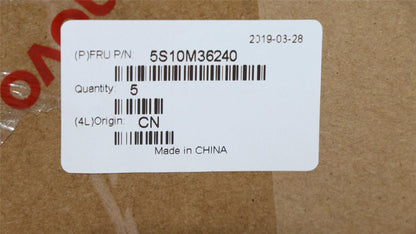 2019-03-28
(P)FRU P/N: 5S10M36240
Quantity: 5
(4L)Origin: CN
Made in CHINA